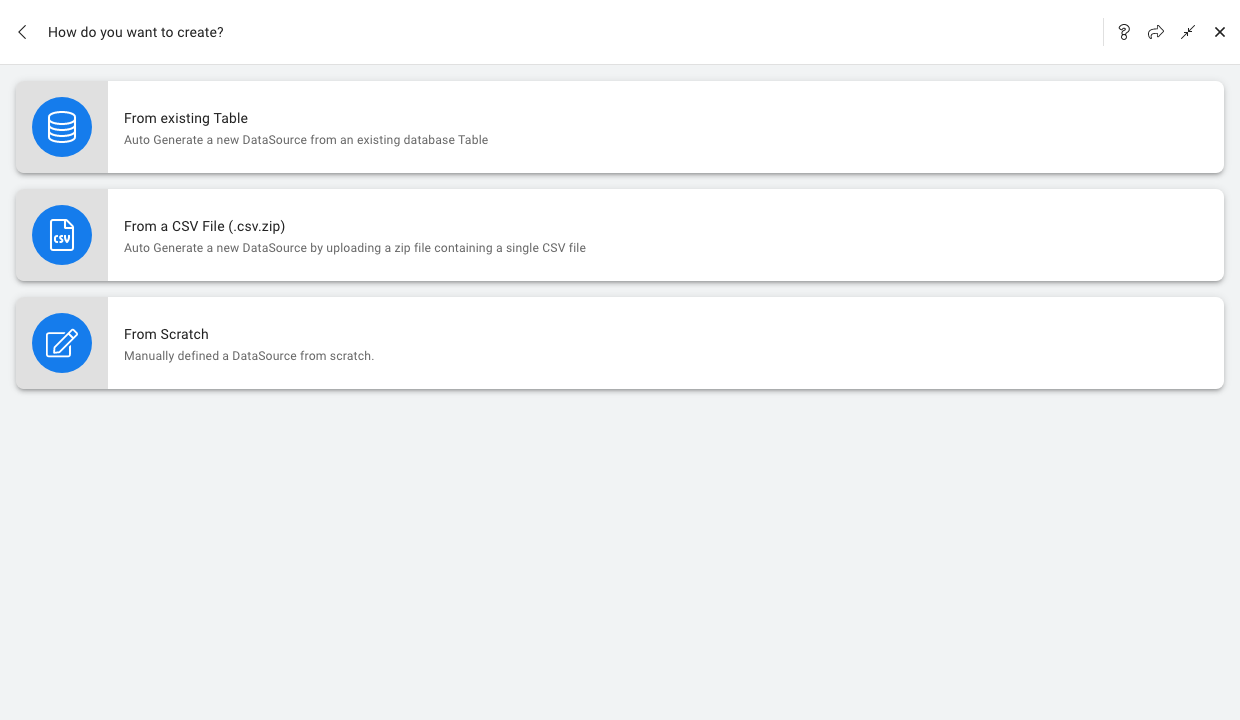 How do you want to create?
From existing Table
Auto Generate a new DataSource from an existing database Table
CSV
From a CSV File (.csv.zip)
Auto Generate a new DataSource by uploading a zip file containing a single CSV file
From Scratch
Manually defined a DataSource from scratch.